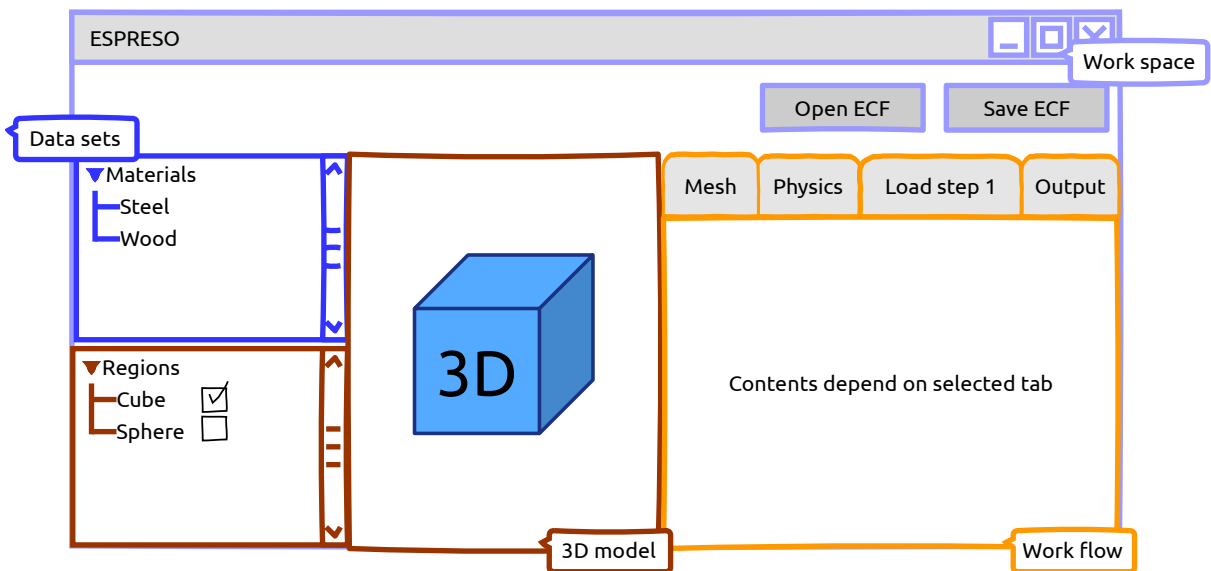 ESPRESO
Work space
Open ECF
Save ECF
Data sets
Materials
Steel
Wood
Regions
Cube
Sphere
3D
3D model
Mesh
Physics
Load step 1
Output
Contents depend on selected tab
Work flow